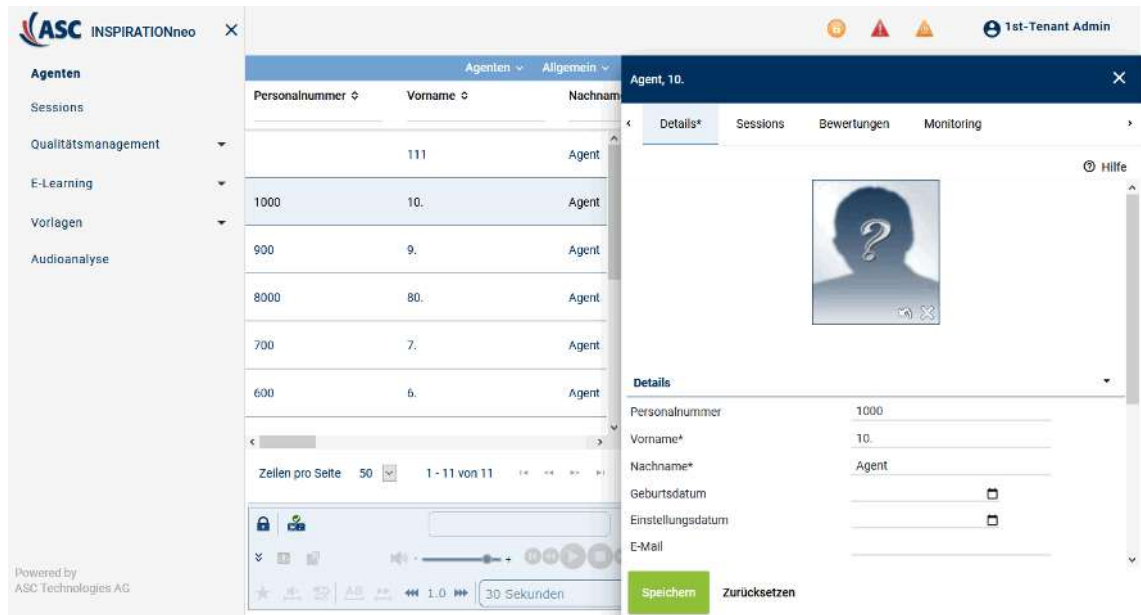 ASC INSPIRATIONneo
1st-Tenant Admin
Agenten
Sessions
Qualitätsmanagement
E-Learning
Vorlagen
Audioanalyse
Powered by
ASC Technologies AG
Agenten Allgemein
Personalnummer Vorname Nachnam
111 Agent
1000 10. Agent
900 9. Agent
8000 80. Agent
700 7. Agent
600 6. Agent
Zeilen pro Seite 50 1 - 11 von 11
AB 1.0 30 Sekunden
Agent, 10.
Details* Sessions Bewertungen Monitoring
Hilfe
Details
Personalnummer 1000
Vorname* 10.
Nachname* Agent
Geburtsdatum
Einstellungsdatum
E-Mail
Speichern Zurücksetzen